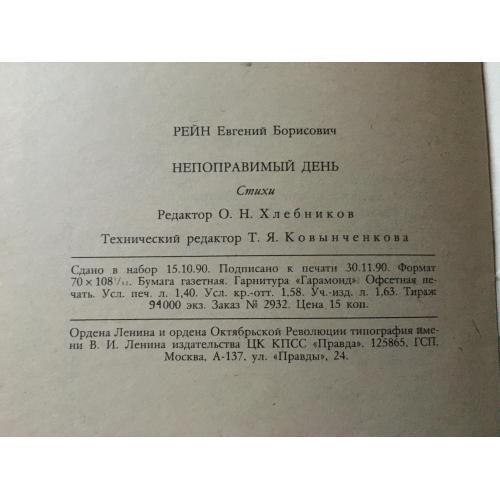 РЕЙН Евгений Борисович
НЕПОПРАВИМЫЙ ДЕНЬ
Стихи
Редактор О. Н. Хлебников
Технический редактор Т. Я. Ковынченкова
Сдано в набор 15.10.90. Подписано к печати 30.11.90. Формат
70 × 108¹/₃₂. Бумага газетная. Гарнитура «Гарамонд». Офсетная пе-
чать. Усл. печ. л. 1,40. Усл. кр.-отт. 1,58. Уч.-изд. л. 1,63. Тираж
94000 экз. Заказ № 2932. Цена 15 коп.
Ордена Ленина и ордена Октябрьской Революции типография име-
ни В. И. Ленина издательства ЦК КПСС «Правда». 125865, ГСП,
Москва, А-137, ул. «Правды», 24.